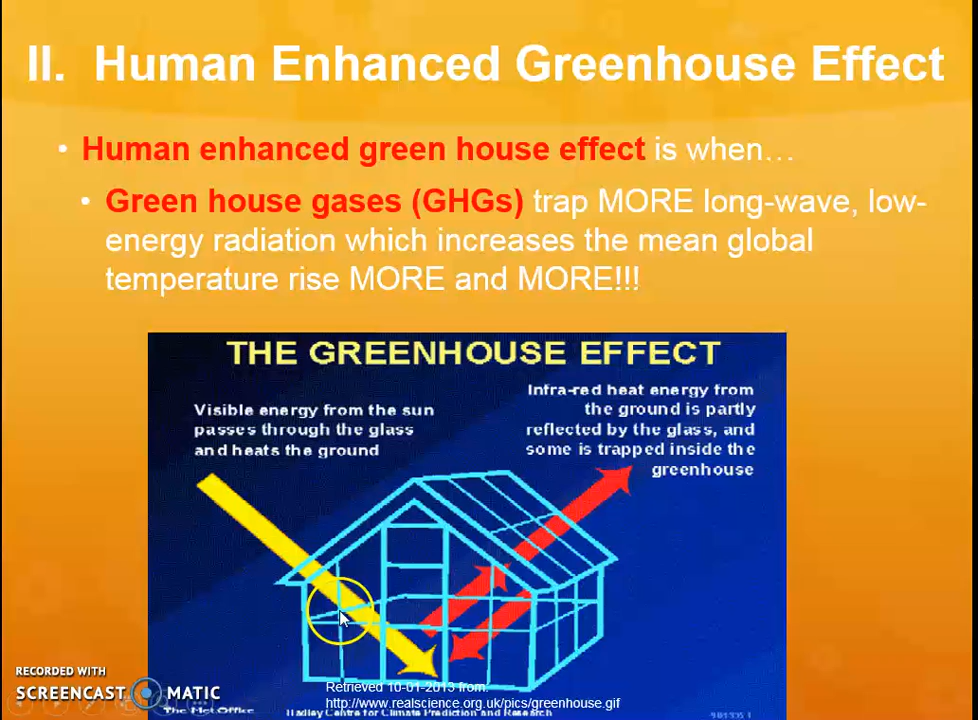 II. Human Enhanced Greenhouse Effect
• Human enhanced green house effect is when…
• Green house gases (GHGs) trap MORE long-wave, low-
energy radiation which increases the mean global
temperature rise MORE and MORE!!!
THE GREENHOUSE EFFECT
Visible energy from the sun
passes through the glass
and heats the ground
Infra-red heat energy from
the ground is partly
reflected by the glass, and
some is trapped inside the
greenhouse
RECORDED WITH
SCREENCAST MATIC
Retrieved 10-01-2013 from:
http://www.realscience.org.uk/pics/greenhouse.gif
The Met.Office
Hadley Centre for Climate Prediction and Research